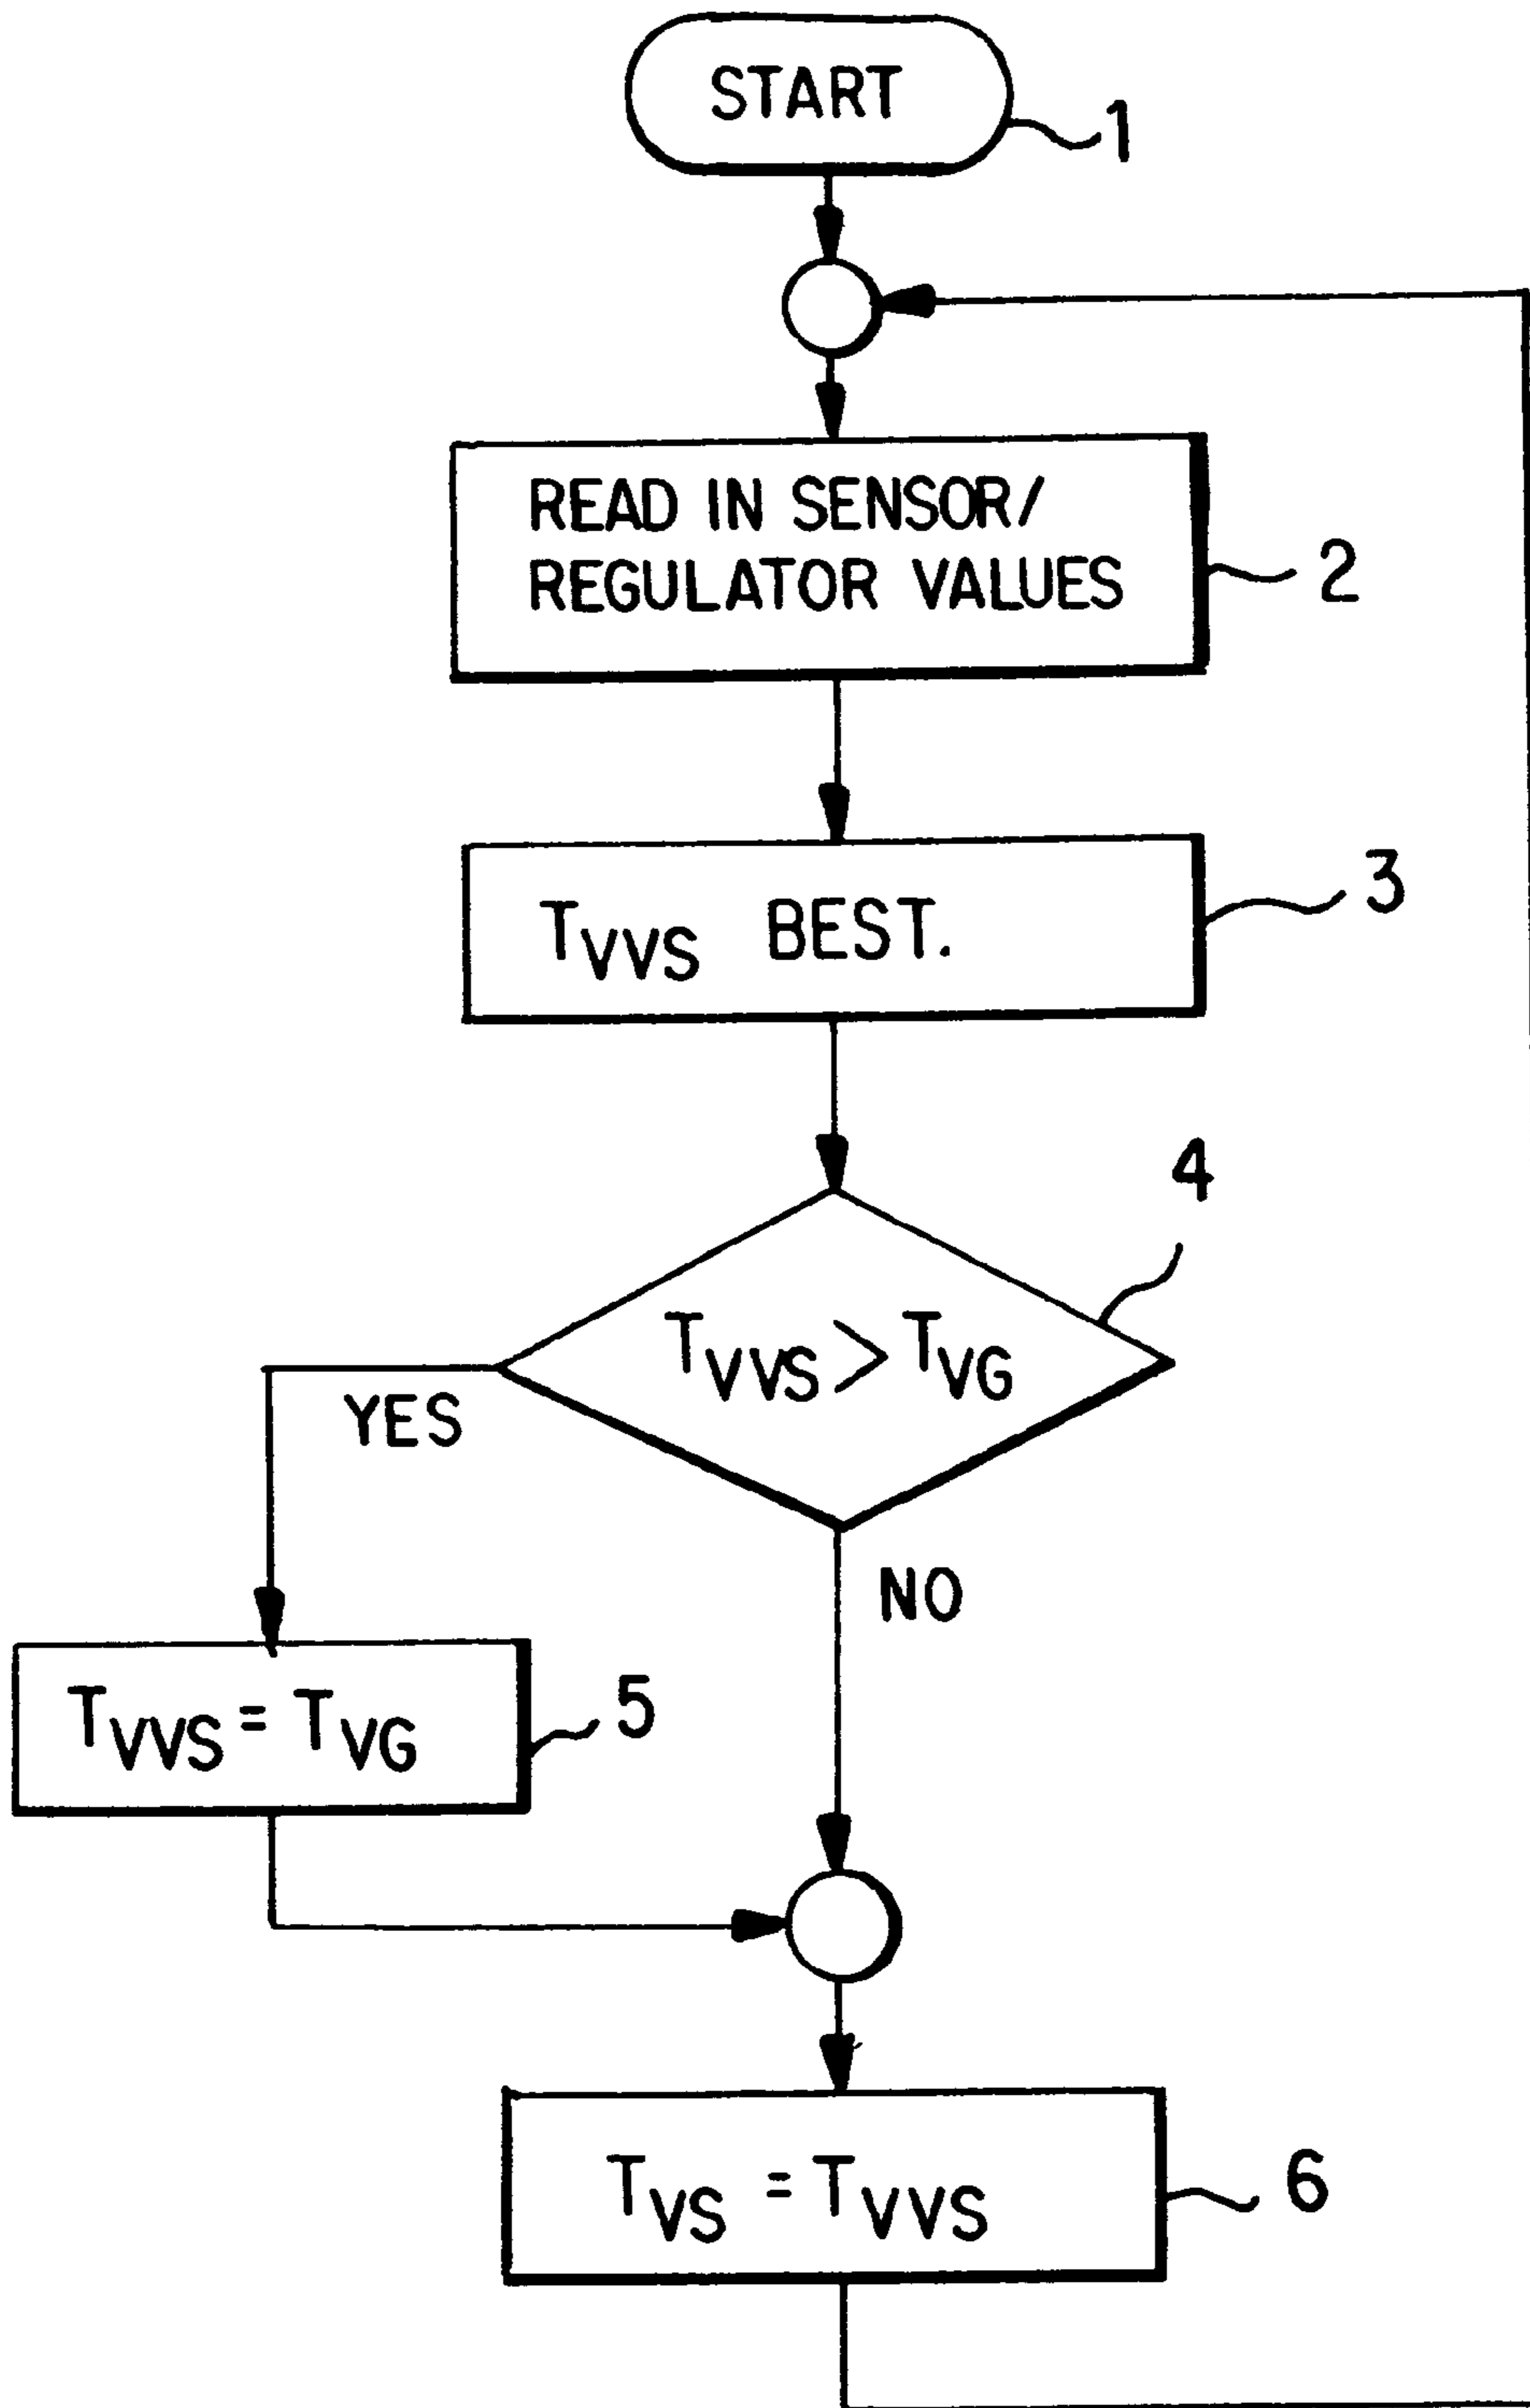 START
1
READ IN SENSOR/
REGULATOR VALUES
2
TVVS BEST.
3
4
TVVS > TVG
YES
NO
TVVS = TVG
5
TVS = TVVS
6